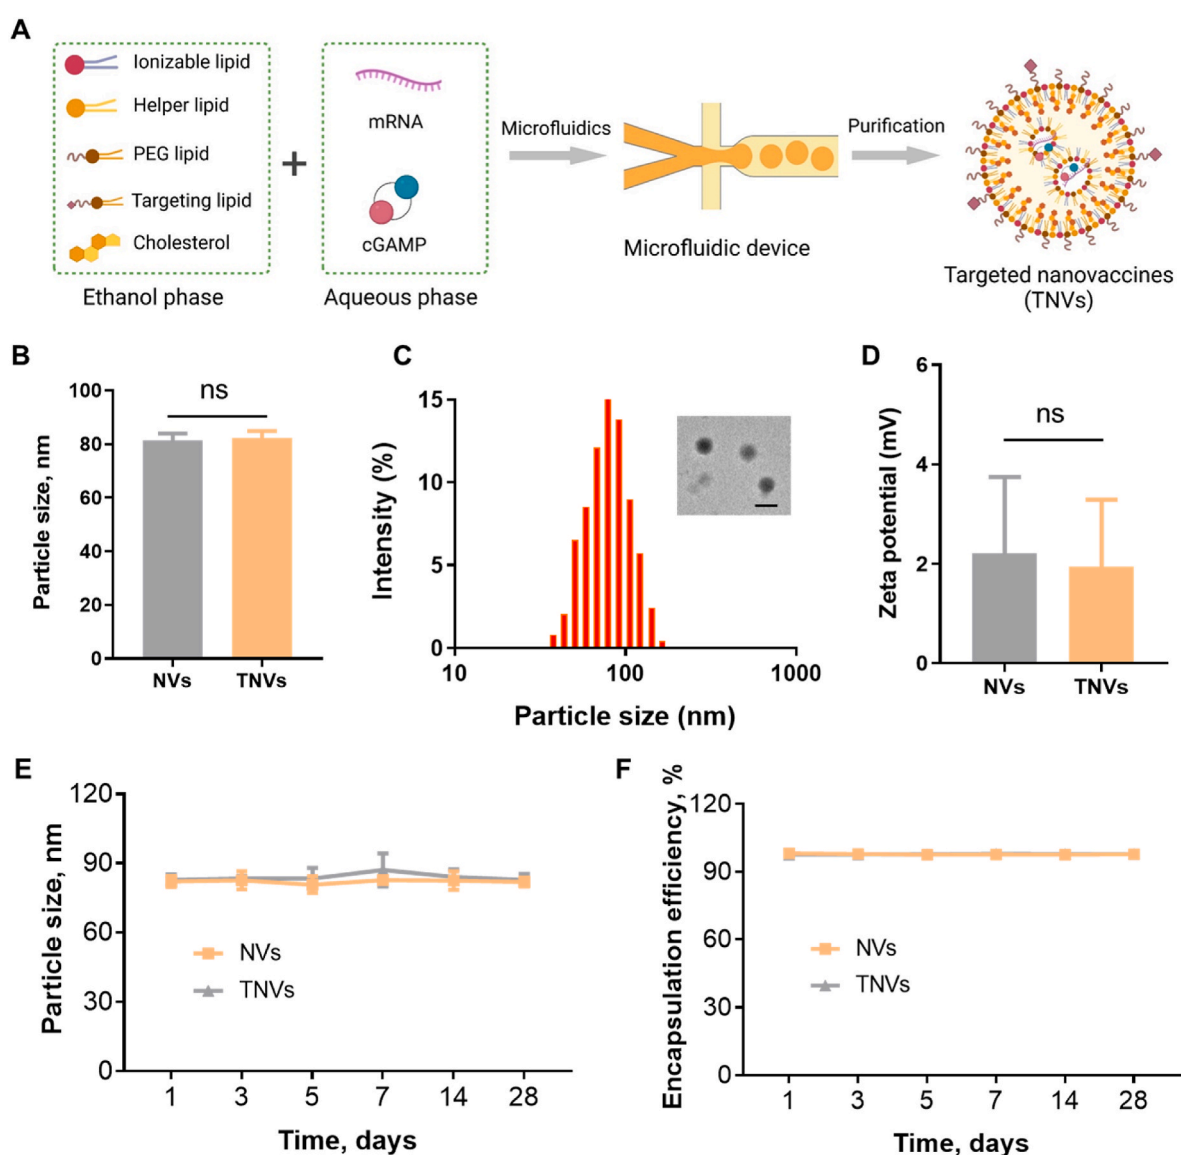 A
Ionizable lipid
Helper lipid
PEG lipid
Targeting lipid
Cholesterol
Ethanol phase
+
mRNA
cGAMP
Aqueous phase
Microfluidics
Microfluidic device
Purification
Targeted nanovaccines
(TNVs)
B
Particle size, nm
100
80
60
40
20
0
ns
NVs
TNVs
C
Intensity (%)
15
10
5
0
10
100
1000
Particle size (nm)
D
Zeta potential (mV)
6
4
2
0
ns
NVs
TNVs
E
Particle size, nm
120
90
60
30
0
NVs
TNVs
1
3
5
7
14
28
Time, days
F
Encapsulation efficiency, %
120
90
60
30
0
NVs
TNVs
1
3
5
7
14
28
Time, days